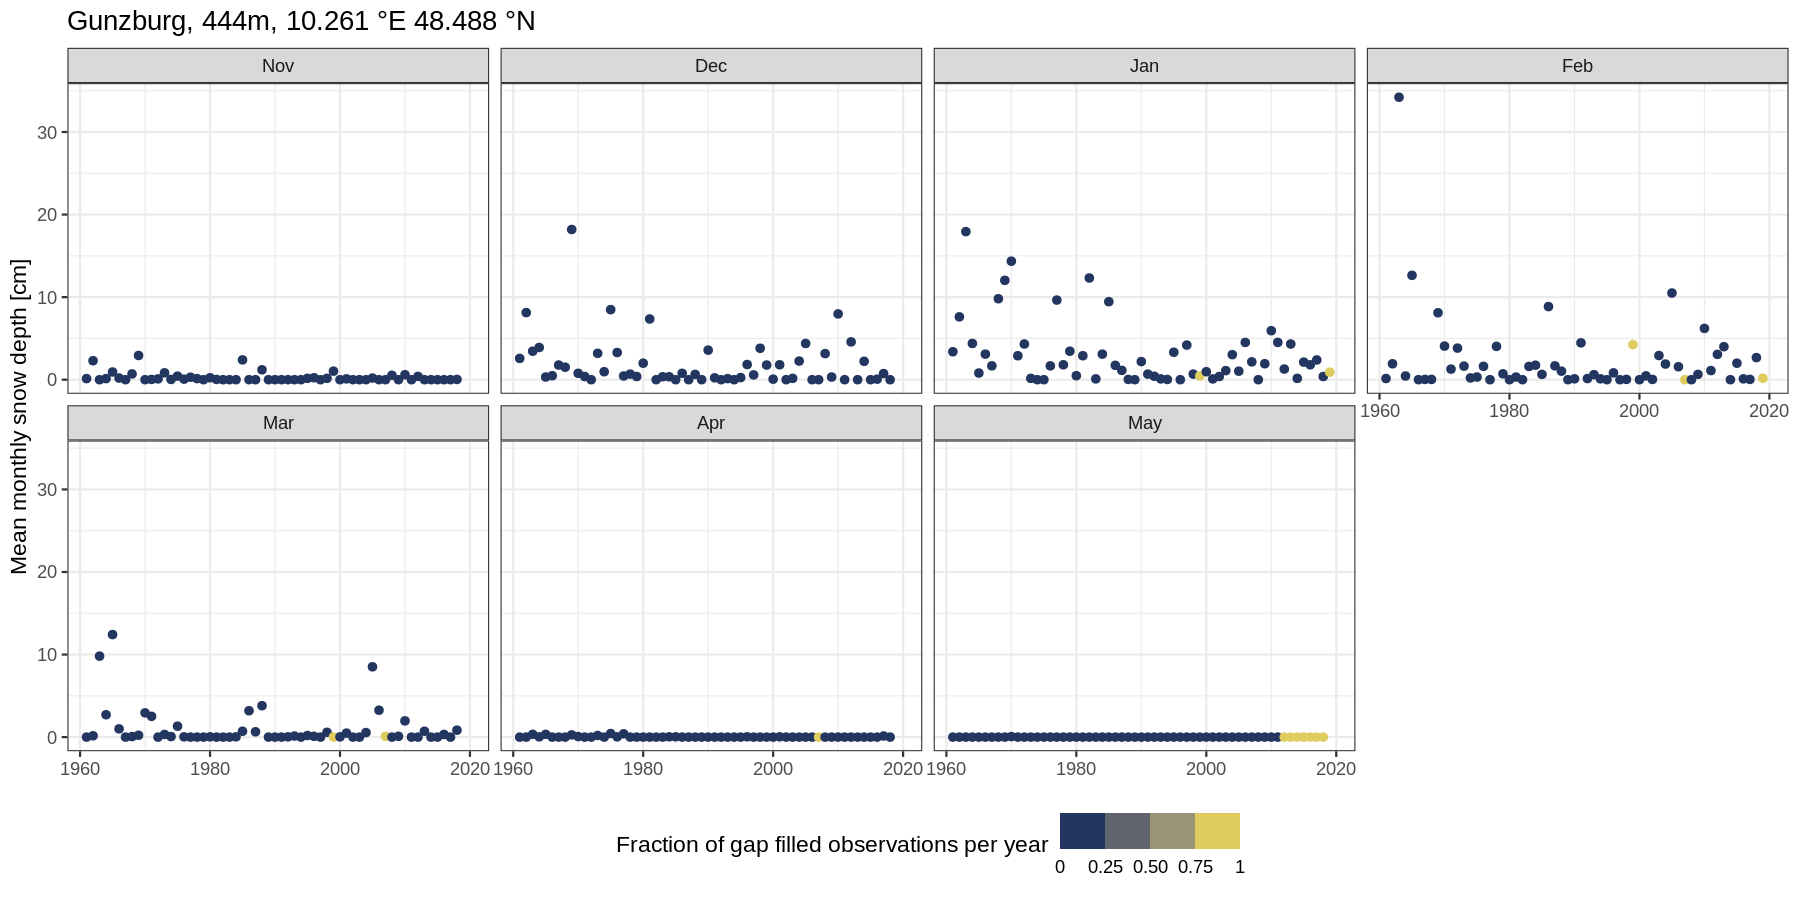 Gunzburg, 444m, 10.261 °E 48.488 °N
Nov Dec Jan Feb
30
20
10
0
1960 1980 2000 2020
Mean monthly snow depth [cm]
Mar Apr May
30
20
10
0
1960 1980 2000 2020 1960 1980 2000 2020 1960 1980 2000 2020
Fraction of gap filled observations per year
0 0.25 0.50 0.75 1